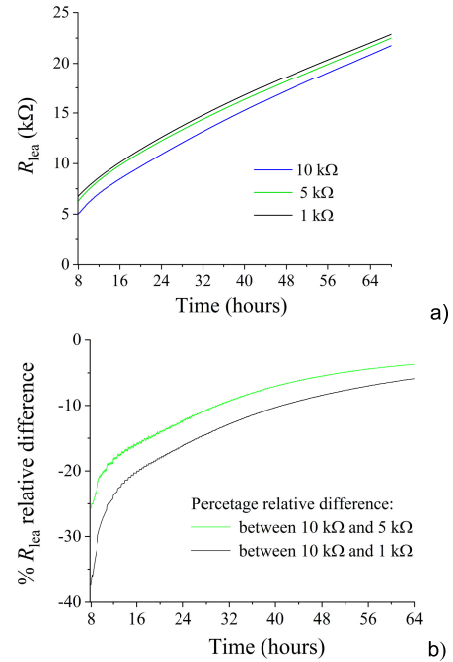 25
20
15
10
5
0
R_lea (kΩ)
10 kΩ
5 kΩ
1 kΩ
8 16 24 32 40 48 56 64
Time (hours)
a)
0
-10
-20
-30
-40
% R_lea relative difference
Percetage relative difference:
between 10 kΩ and 5 kΩ
between 10 kΩ and 1 kΩ
8 16 24 32 40 48 56 64
Time (hours)
b)